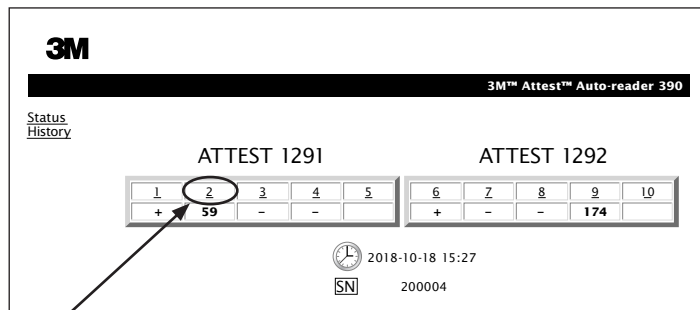 3M
3M™ Attest™ Auto-reader 390
Status
History
ATTEST 1291
ATTEST 1292
1 2 3 4 5
6 7 8 9 10
+ 59 – –
+ – – 174
2018-10-18 15:27
SN 200004